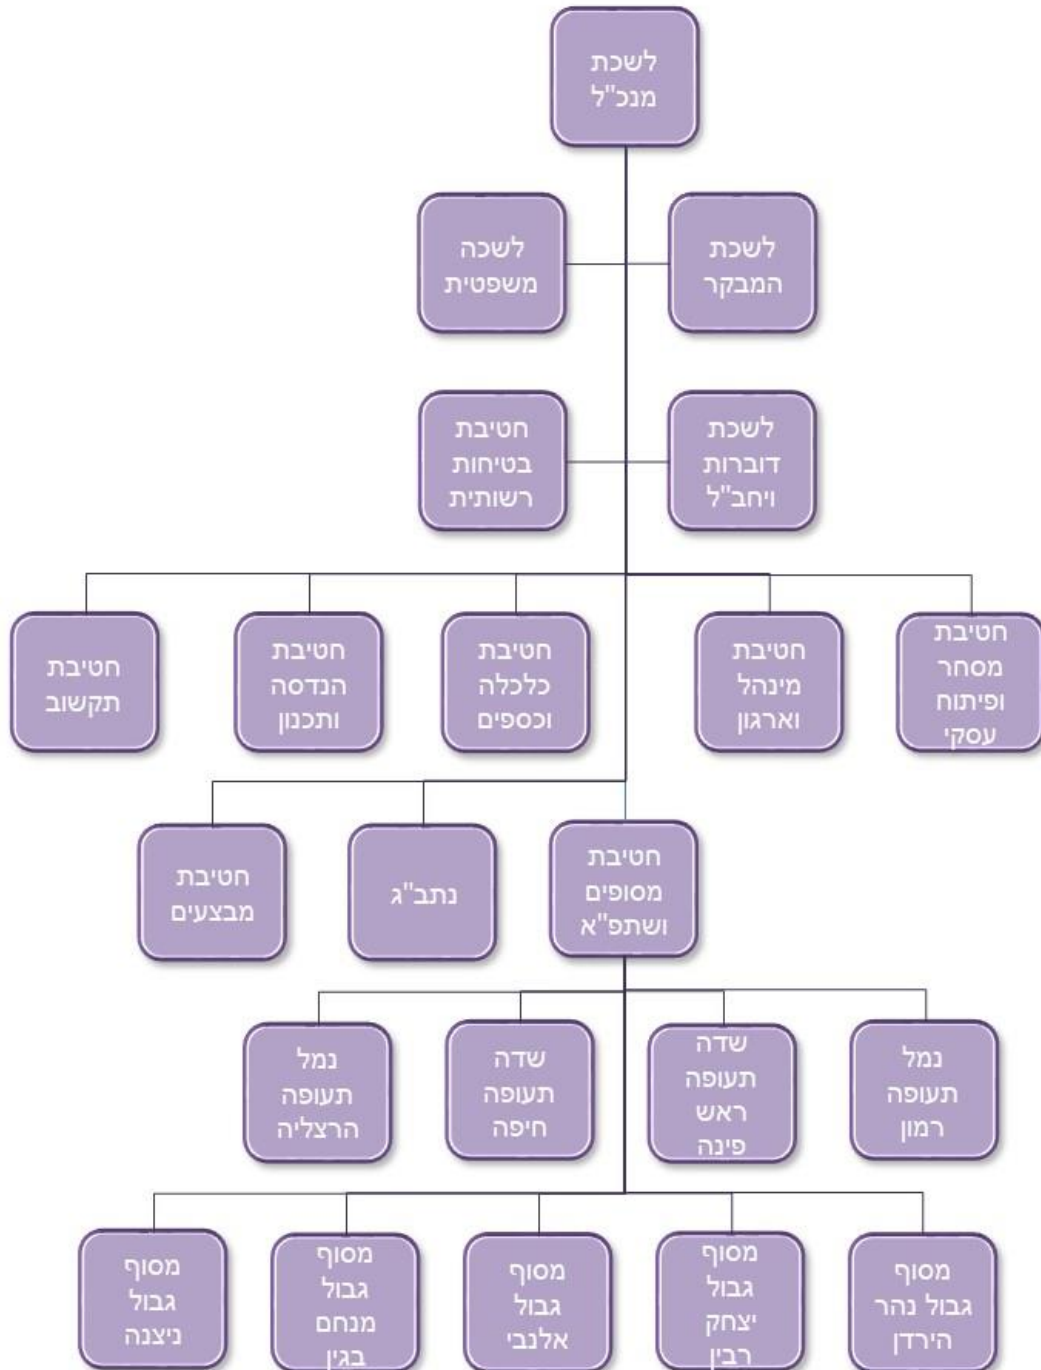 לשכת
מנכ"ל
לשכת
המבקר
לשכה
משפטית
לשכת
דוברות
ויחב"ל
חטיבת
בטיחות
רשותית
חטיבת
מסחר
ופיתוח
עסקי
חטיבת
מינהל
וארגון
חטיבת
כלכלה
וכספים
חטיבת
הנדסה
ותכנון
חטיבת
תקשוב
חטיבת
מסופים
ושתפ"א
נתב"ג
חטיבת
מבצעים
נמל
תעופה
רמון
שדה
תעופה
ראש
פינה
שדה
תעופה
חיפה
נמל
תעופה
הרצליה
מסוף
גבול נהר
הירדן
מסוף
גבול
יצחק
רבין
מסוף
גבול
אלנבי
מסוף
גבול
מנחם
בגין
מסוף
גבול
ניצנה